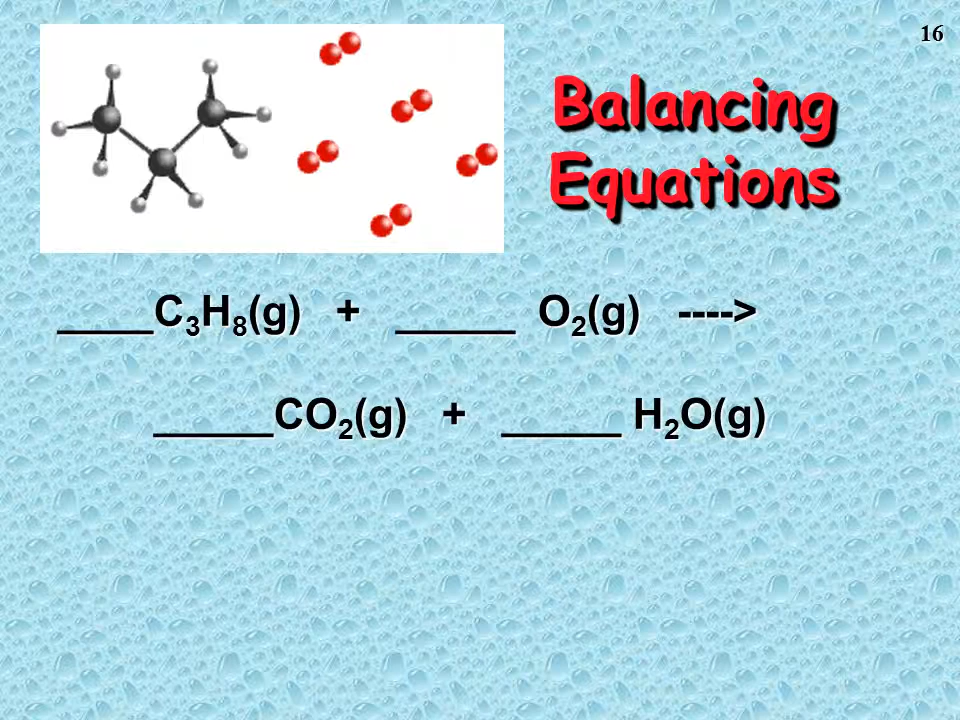 16
Balancing
Equations
____C₃H₈(g) + _____ O₂(g) ---->
_____CO₂(g) + _____ H₂O(g)